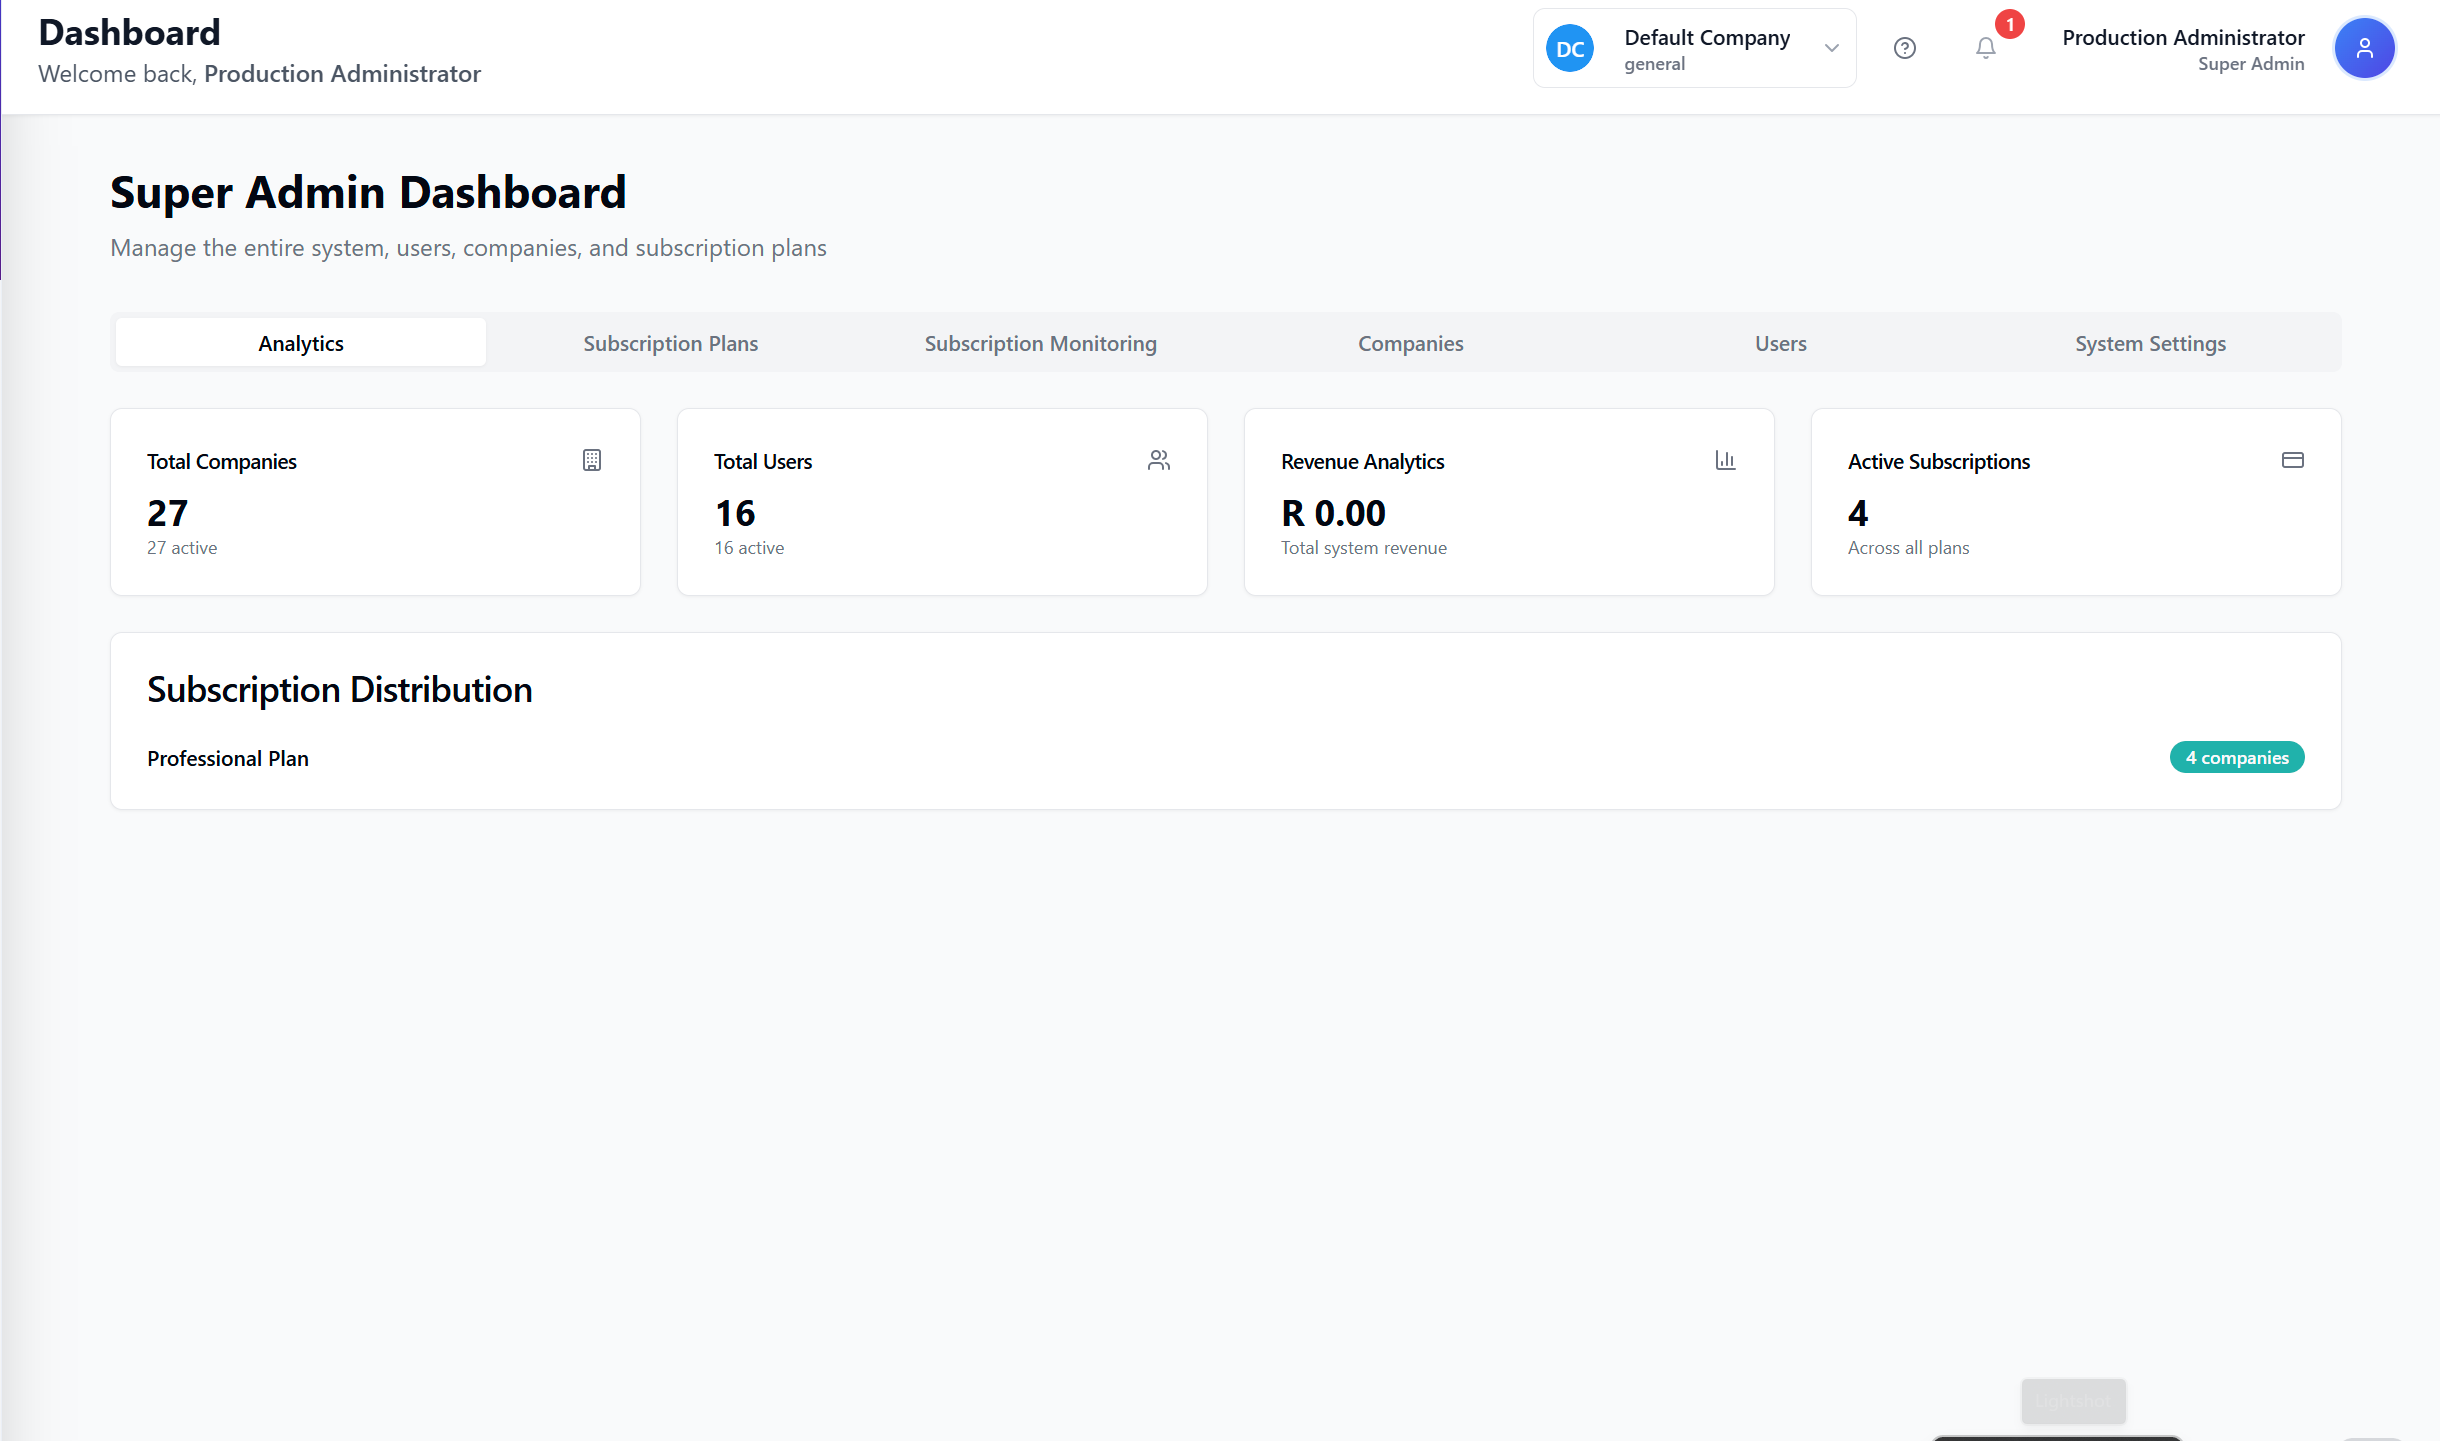 Dashboard
Welcome back, Production Administrator
DC
Default Company
general
1
Production Administrator
Super Admin
Super Admin Dashboard
Manage the entire system, users, companies, and subscription plans
Analytics
Subscription Plans
Subscription Monitoring
Companies
Users
System Settings
Total Companies
27
27 active
Total Users
16
16 active
Revenue Analytics
R 0.00
Total system revenue
Active Subscriptions
4
Across all plans
Subscription Distribution
Professional Plan
4 companies